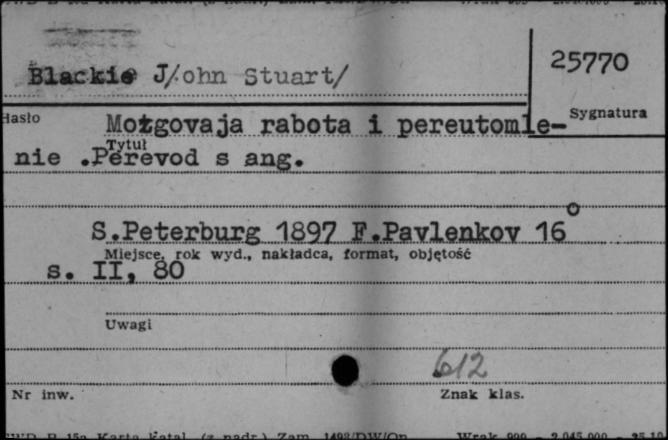 Blackie J/ohn Stuart/
25770
Hasło
Sygnatura
Mozgovaja rabota i pereutomle-
Tytuł
nie .Perevod s ang.
S.Peterburg 1897 F.Pavlenkov 16°
Miejsce, rok wyd., nakładca, format, objętość
s. II, 80
Uwagi
612
Nr inw.
Znak klas.